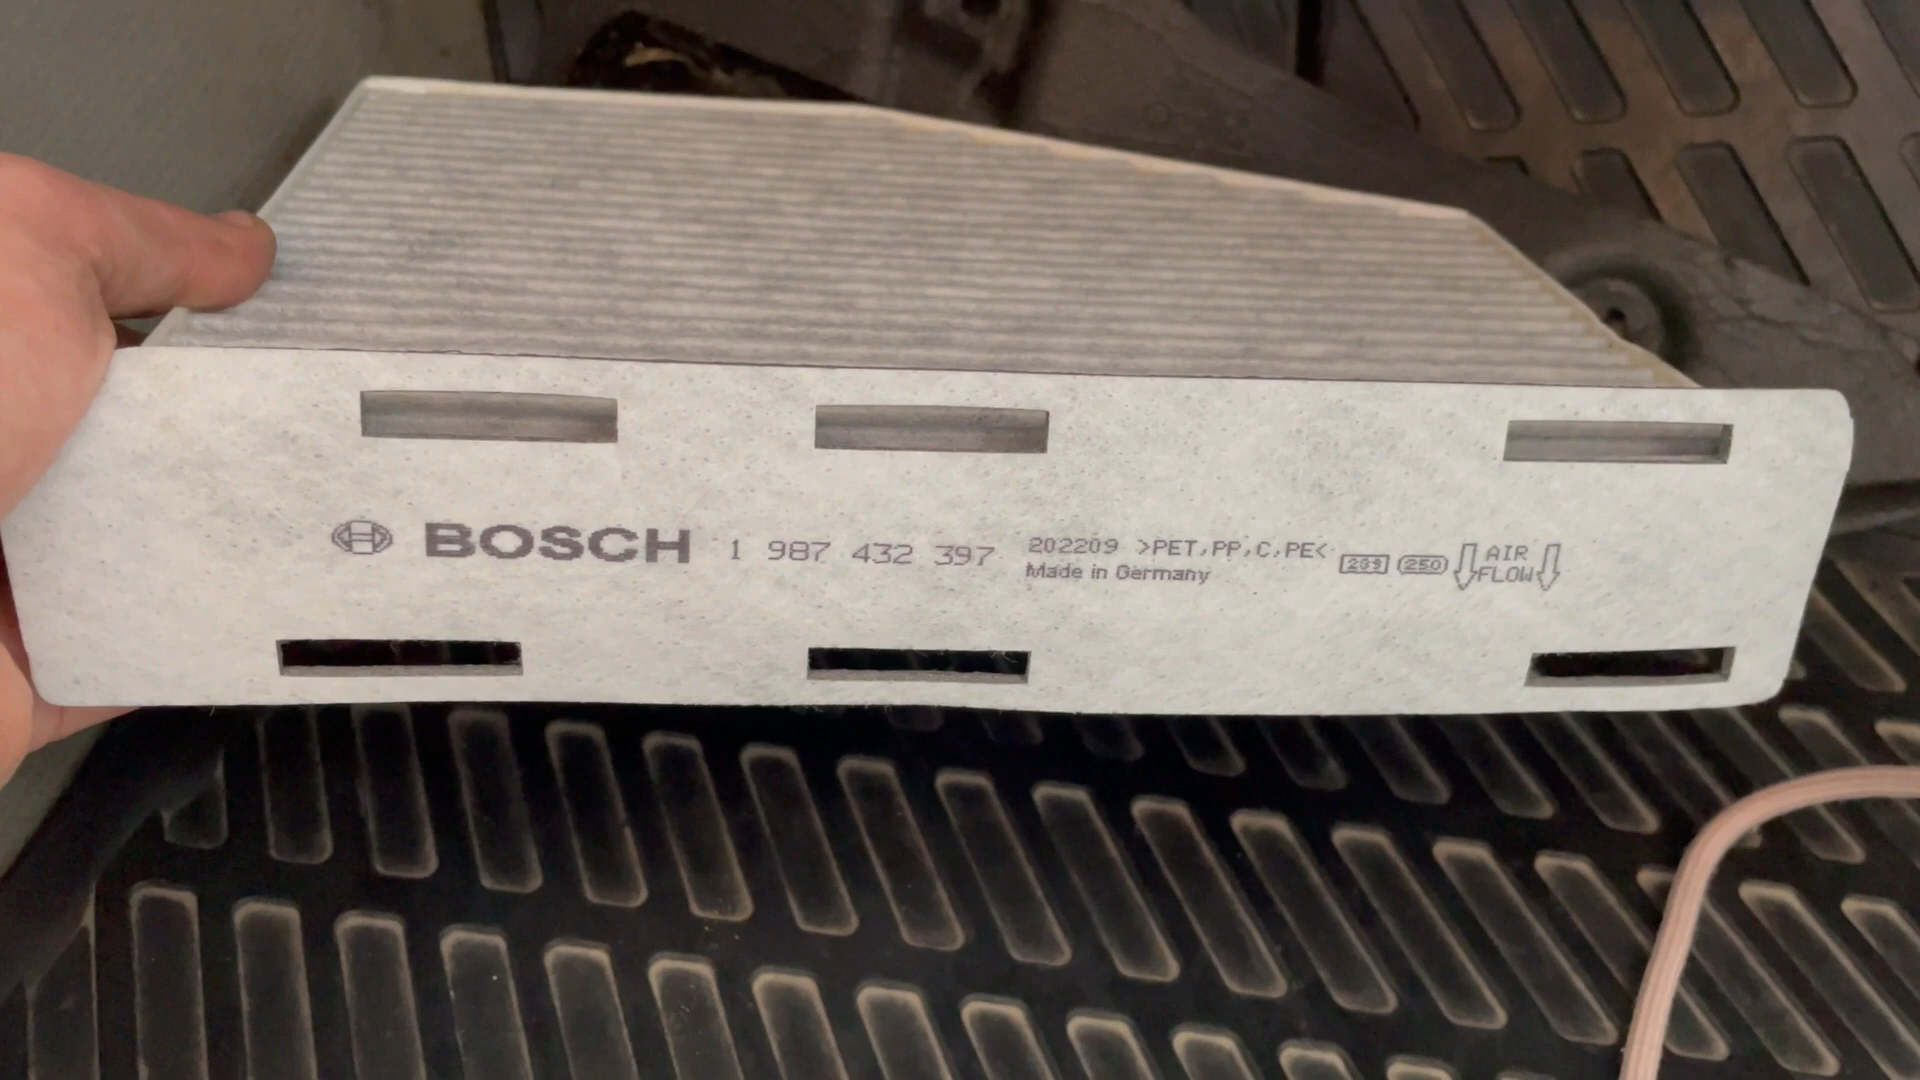 BOSCH 1 987 432 397
202209 >PET,PP,C,PE<
Made in Germany
239 250
AIR
FLOW